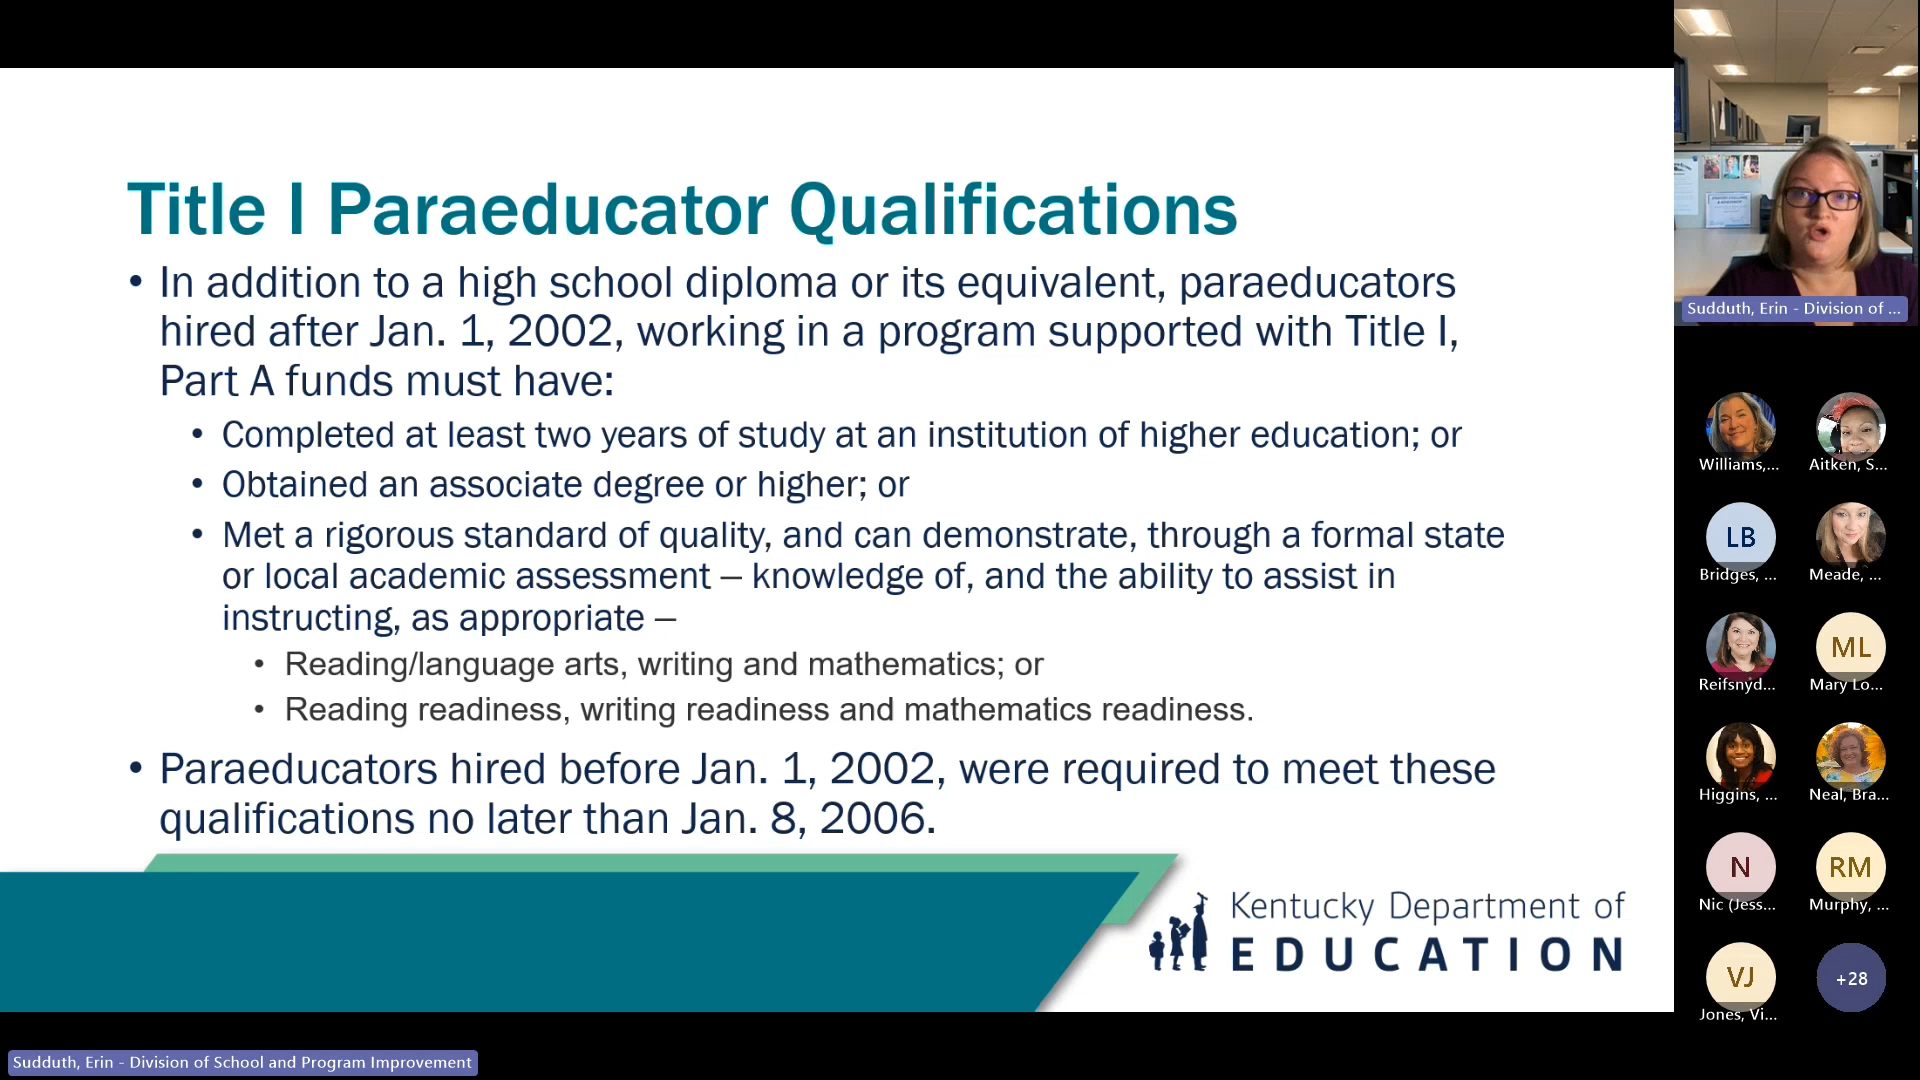 Title I Paraeducator Qualifications
• In addition to a high school diploma or its equivalent, paraeducators
hired after Jan. 1, 2002, working in a program supported with Title I,
Part A funds must have:
• Completed at least two years of study at an institution of higher education; or
• Obtained an associate degree or higher; or
• Met a rigorous standard of quality, and can demonstrate, through a formal state
or local academic assessment – knowledge of, and the ability to assist in
instructing, as appropriate –
• Reading/language arts, writing and mathematics; or
• Reading readiness, writing readiness and mathematics readiness.
• Paraeducators hired before Jan. 1, 2002, were required to meet these
qualifications no later than Jan. 8, 2006.
Kentucky Department of
EDUCATION
Sudduth, Erin - Division of School and Program Improvement
Sudduth, Erin - Division of ...
Williams,...
Aitken, S...
LB
Bridges, ...
Meade, ...
Reifsnyd...
ML
Mary Lo...
Higgins, ...
Neal, Bra...
N
Nic (Jess...
RM
Murphy, ...
VJ
Jones, Vi...
+28